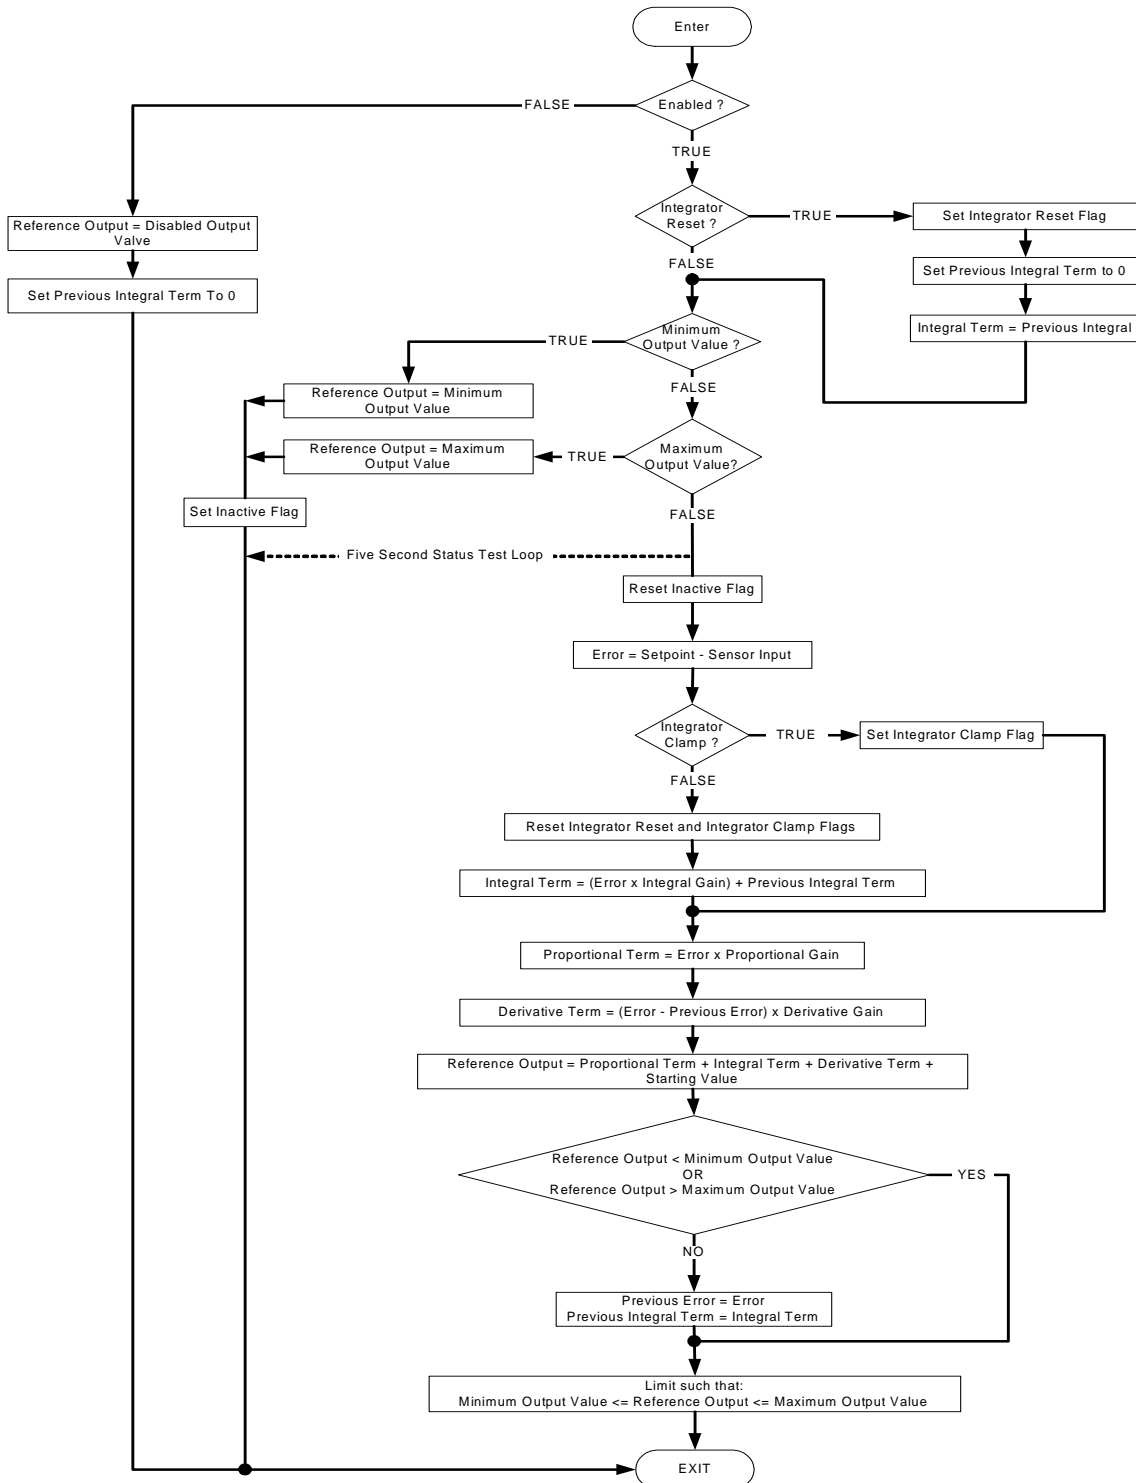 Enter
Enabled ?
FALSE
TRUE
Integrator
Reset ?
TRUE
Set Integrator Reset Flag
Reference Output = Disabled Output
Valve
FALSE
Set Previous Integral Term to 0
Set Previous Integral Term To 0
Integral Term = Previous Integral
Minimum
Output Value ?
TRUE
FALSE
Reference Output = Minimum
Output Value
Maximum
Output Value?
TRUE
Reference Output = Maximum
Output Value
Set Inactive Flag
FALSE
Five Second Status Test Loop
Reset Inactive Flag
Error = Setpoint - Sensor Input
Integrator
Clamp ?
TRUE
Set Integrator Clamp Flag
FALSE
Reset Integrator Reset and Integrator Clamp Flags
Integral Term = (Error x Integral Gain) + Previous Integral Term
Proportional Term = Error x Proportional Gain
Derivative Term = (Error - Previous Error) x Derivative Gain
Reference Output = Proportional Term + Integral Term + Derivative Term +
Starting Value
Reference Output < Minimum Output Value
OR
Reference Output > Maximum Output Value
YES
NO
Previous Error = Error
Previous Integral Term = Integral Term
Limit such that:
Minimum Output Value <= Reference Output <= Maximum Output Value
EXIT